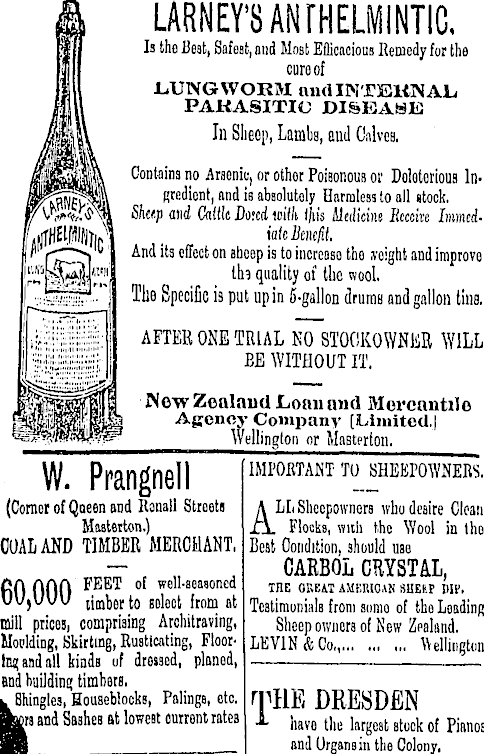 LARNEY'S ANTHELMINTIC.
Is the Best, Safest, and Most Efficacious Remedy for the
cure of
LUNGWORM and INTERNAL
PARASITIC DISEASE
In Sheep, Lambs, and Calves.
Contains no Arsenic, or other Poisonous or Deloterious In-
gredient, and is absolutely Harmless to all stock.
Sheep and Cattle Dosed with this Medicine Receive Immed-
iate Benefit.
And its effect on sheep is to increase the weight and improve
the quality of the wool.
The Specific is put up in 5-gallon drums and gallon tins.
AFTER ONE TRIAL NO STOCKOWNER WILL
BE WITHOUT IT.
New Zealand Loan and Mercantile
Agency Company [Limited.]
Wellington or Masterton.
LARNEY'S
ANTHELMINTIC
LUNG WORM
W. Prangnell
(Corner of Queen and Renall Streets
Masterton.)
COAL AND TIMBER MERCHANT.
60,000 FEET of well-seasoned
timber to select from at
mill prices, comprising Architraving,
Moulding, Skirting, Rusticating, Floor-
ing and all kinds of dressed, planed,
and building timbers.
Shingles, Houseblocks, Palings, etc.
Doors and Sashes at lowest current rates
IMPORTANT TO SHEEPOWNERS.
ALL Sheepowners who desire Clean
Flocks, with the Wool in the
Best Condition, should use
CARBOL CRYSTAL,
THE GREAT AMERICAN SHEEP DIP.
Testimonials from some of the Leading
Sheep owners of New Zealand.
LEVIN & Co.,... ... ... Wellington
THE DRESDEN
have the largest stock of Pianos
and Organs in the Colony.